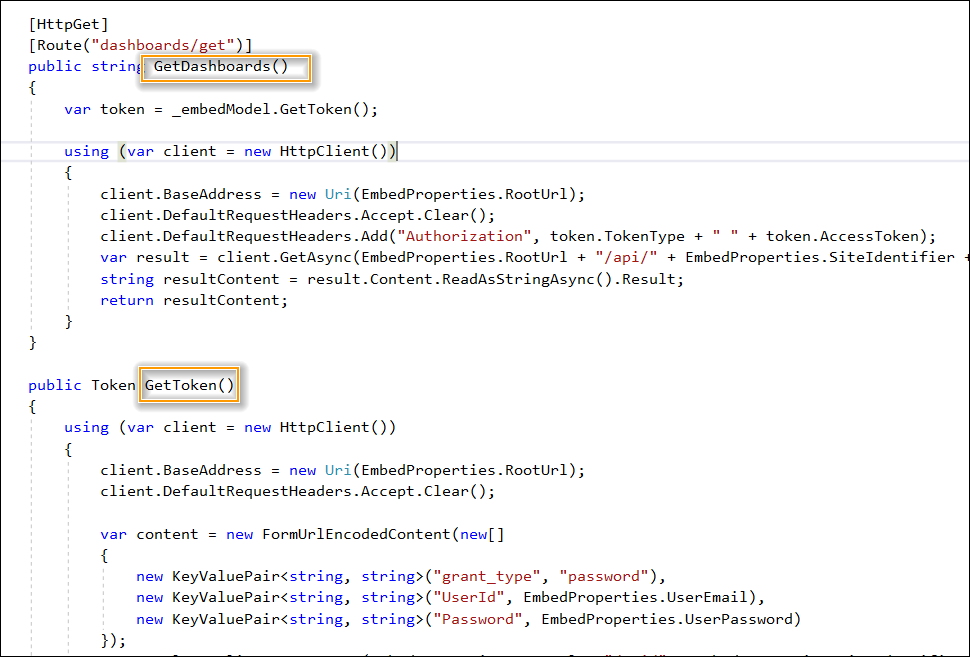 [HttpGet]
[Route("dashboards/get")]
public string GetDashboards()
{
var token = _embedModel.GetToken();
using (var client = new HttpClient())
{
client.BaseAddress = new Uri(EmbedProperties.RootUrl);
client.DefaultRequestHeaders.Accept.Clear();
client.DefaultRequestHeaders.Add("Authorization", token.TokenType + " " + token.AccessToken);
var result = client.GetAsync(EmbedProperties.RootUrl + "/api/" + EmbedProperties.SiteIdentifier +
string resultContent = result.Content.ReadAsStringAsync().Result;
return resultContent;
}
}
public Token GetToken()
{
using (var client = new HttpClient())
{
client.BaseAddress = new Uri(EmbedProperties.RootUrl);
client.DefaultRequestHeaders.Accept.Clear();
var content = new FormUrlEncodedContent(new[]
{
new KeyValuePair<string, string>("grant_type", "password"),
new KeyValuePair<string, string>("UserId", EmbedProperties.UserEmail),
new KeyValuePair<string, string>("Password", EmbedProperties.UserPassword)
});